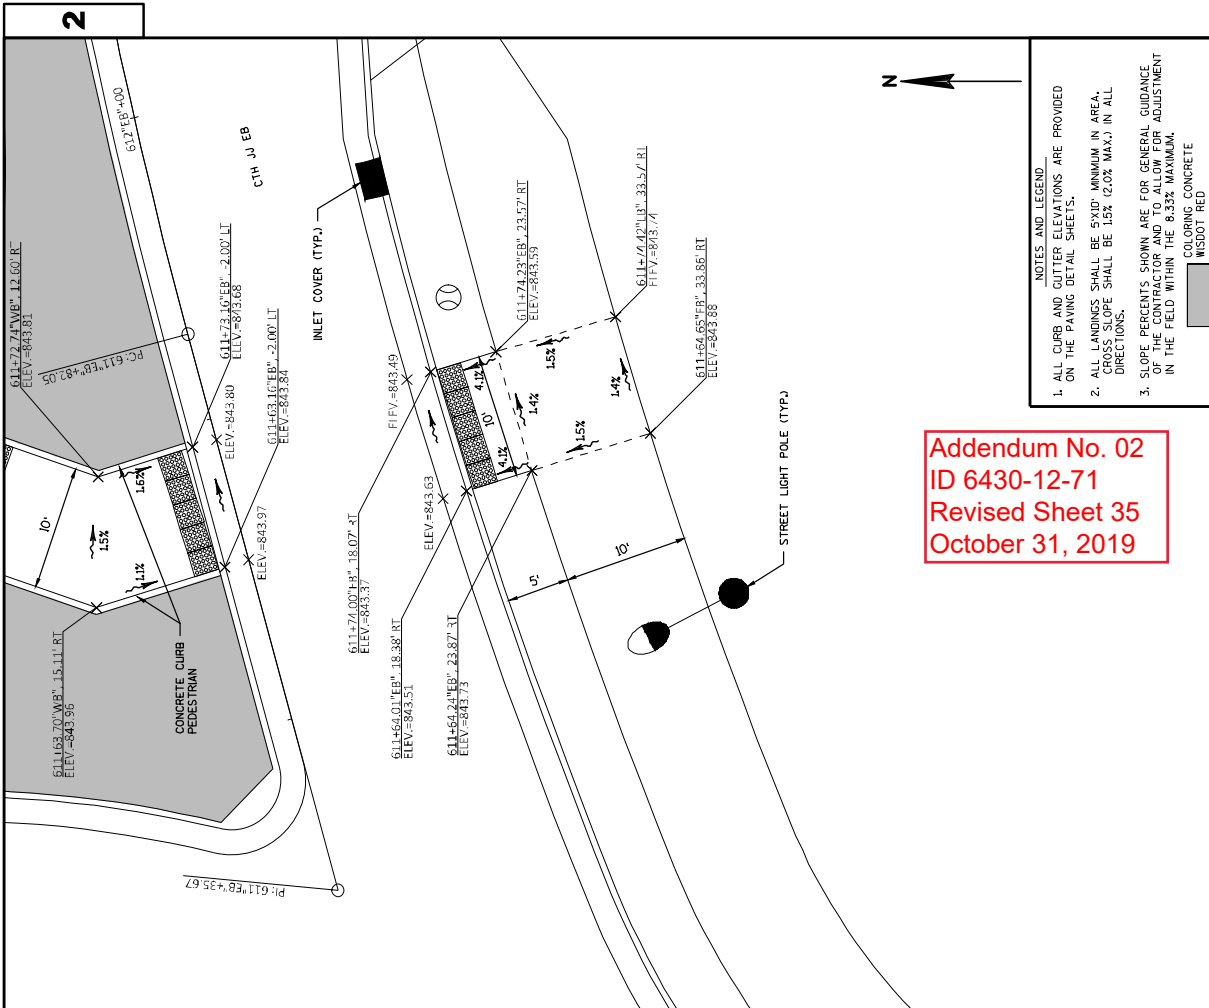 2
612"EB"+00
CTH JJ EB
N
611+72.74"WB", 12.60' RT
ELEV.=843.81
PC: 611"EB"+82.05
611+73.16"EB", -2.00' LT
ELEV.=843.68
ELEV.=843.80
611+63.16"EB", -2.00' LT
ELEV.=843.84
ELEV.=843.97
INLET COVER (TYP.)
10'
1.5%
1.6%
1.1%
CONCRETE CURB
PEDESTRIAN
611+63.70"WB", 15.11' RT
ELEV.=843.96
PI: 611"EB"+35.67
ELEV.=843.49
ELEV.=843.63
611+74.00"EB", 18.07' RT
ELEV.=843.37
611+64.01"EB", 18.38' RT
ELEV.=843.51
611+64.24"EB", 23.87' RT
ELEV.=843.73
611+74.23"EB", 23.57' RT
ELEV.=843.59
611+74.42"EB", 33.57' RT
ELEV.=843.74
611+64.65"EB", 33.86' RT
ELEV.=843.88
4.1%
10'
4.1%
1.4%
1.5%
1.5%
1.4%
5'
10'
STREET LIGHT POLE (TYP.)
NOTES AND LEGEND
1. ALL CURB AND GUTTER ELEVATIONS ARE PROVIDED
ON THE PAVING DETAIL SHEETS.
2. ALL LANDINGS SHALL BE 5'X10' MINIMUM IN AREA.
CROSS SLOPE SHALL BE 1.5% (2.0% MAX.) IN ALL
DIRECTIONS.
3. SLOPE PERCENTS SHOWN ARE FOR GENERAL GUIDANCE
OF THE CONTRACTOR AND TO ALLOW FOR ADJUSTMENT
IN THE FIELD WITHIN THE 8.33% MAXIMUM.
COLORING CONCRETE
WISDOT RED
Addendum No. 02
ID 6430-12-71
Revised Sheet 35
October 31, 2019